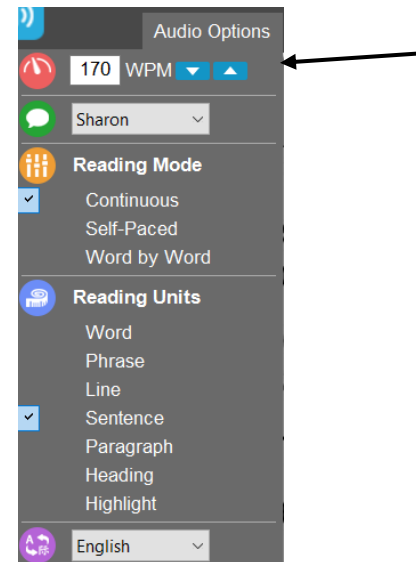 Audio Options
170 WPM
Sharon
Reading Mode
Continuous
Self-Paced
Word by Word
Reading Units
Word
Phrase
Line
Sentence
Paragraph
Heading
Highlight
English